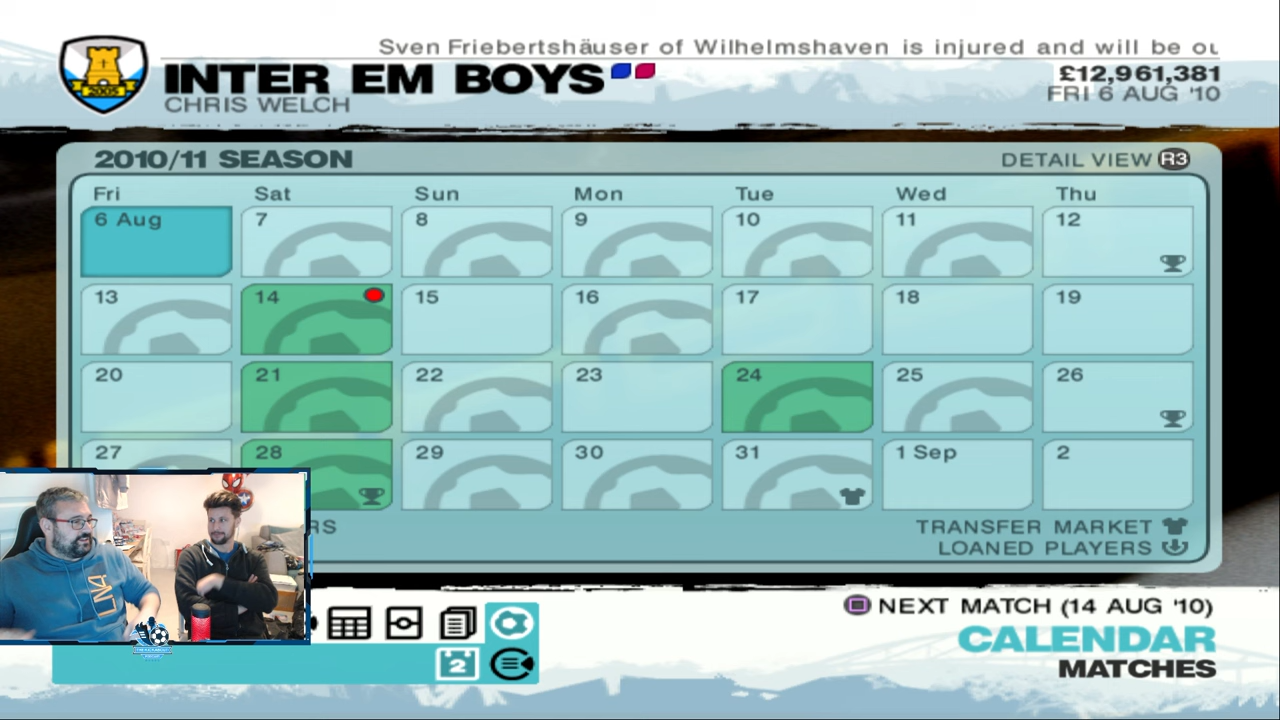 Sven Friebertshäuser of Wilhelmshaven is injured and will be
INTER EM BOYS
£12,961,381
CHRIS WELCH
FRI 6 AUG '10
2005
2010/11 SEASON
DETAIL VIEW R3
Fri Sat Sun Mon Tue Wed Thu
6 Aug 7 8 9 10 11 12
13 14 15 16 17 18 19
20 21 22 23 24 25 26
27 28 29 30 31 1 Sep 2
RS
TRANSFER MARKET
LOANED PLAYERS
NEXT MATCH (14 AUG '10)
CALENDAR
MATCHES
2